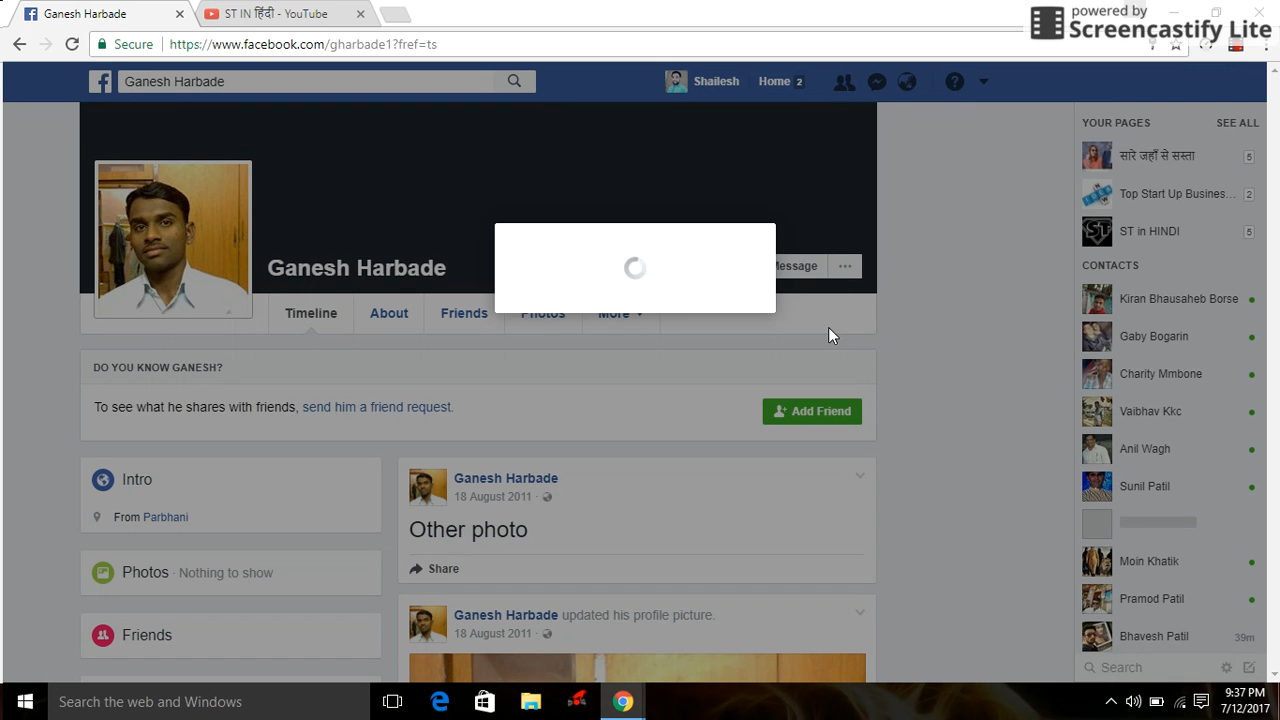 Ganesh Harbade
ST IN हिंदी - YouTube
powered by
Screencastify Lite
Secure
https://www.facebook.com/gharbade1?fref=ts
Ganesh Harbade
Shailesh
Home 2
YOUR PAGES
SEE ALL
सारे जहाँ से सस्ता
5
Top Start Up Busines...
2
ST in HINDI
5
CONTACTS
Kiran Bhausaheb Borse
Gaby Bogarin
Charity Mmbone
Vaibhav Kkc
Anil Wagh
Sunil Patil
Moin Khatik
Pramod Patil
Bhavesh Patil
39m
Search
Ganesh Harbade
Message
Timeline
About
Friends
Photos
More
DO YOU KNOW GANESH?
To see what he shares with friends, send him a friend request.
Add Friend
Intro
From Parbhani
Photos · Nothing to show
Friends
Ganesh Harbade
18 August 2011 ·
Other photo
Share
Ganesh Harbade updated his profile picture.
18 August 2011 ·
Search the web and Windows
9:37 PM
7/12/2017